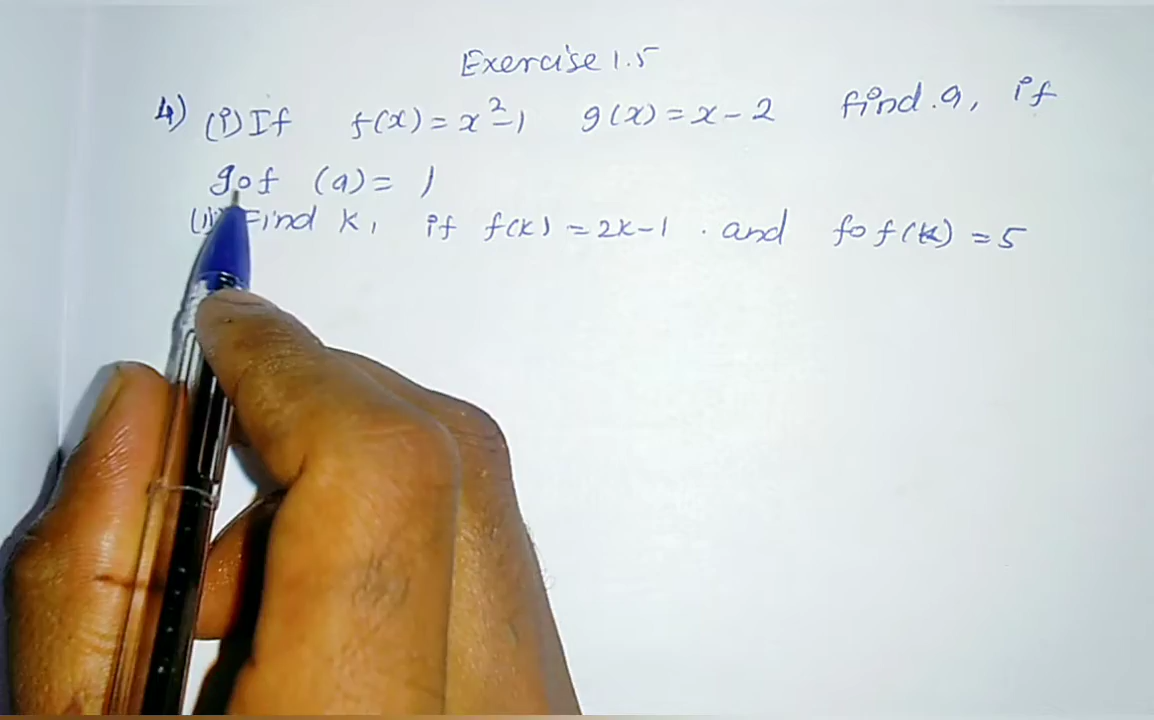 Exercise 1.5
4) (i) If f(x) = x²-1 g(x) = x-2 find. a, if
gof (a) = 1
(ii) Find k, if f(k) = 2k-1 . and fof(k) = 5